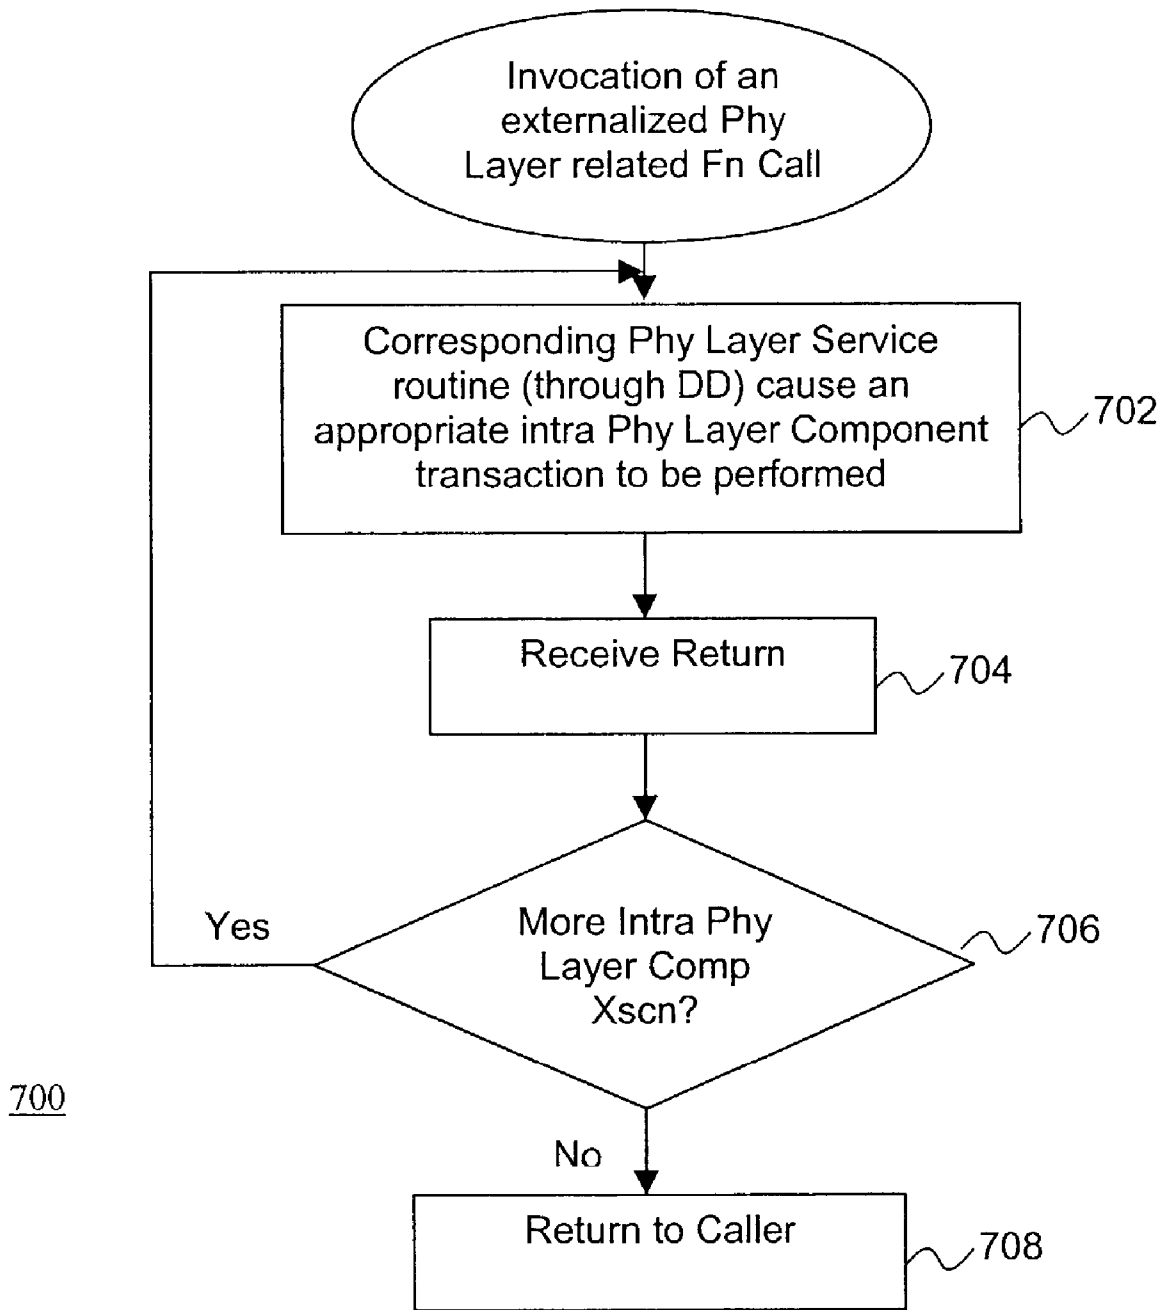 Invocation of an
externalized Phy
Layer related Fn Call
Corresponding Phy Layer Service
routine (through DD) cause an
appropriate intra Phy Layer Component
transaction to be performed
702
Receive Return
704
More Intra Phy
Layer Comp
Xscn?
706
Yes
700
No
Return to Caller
708